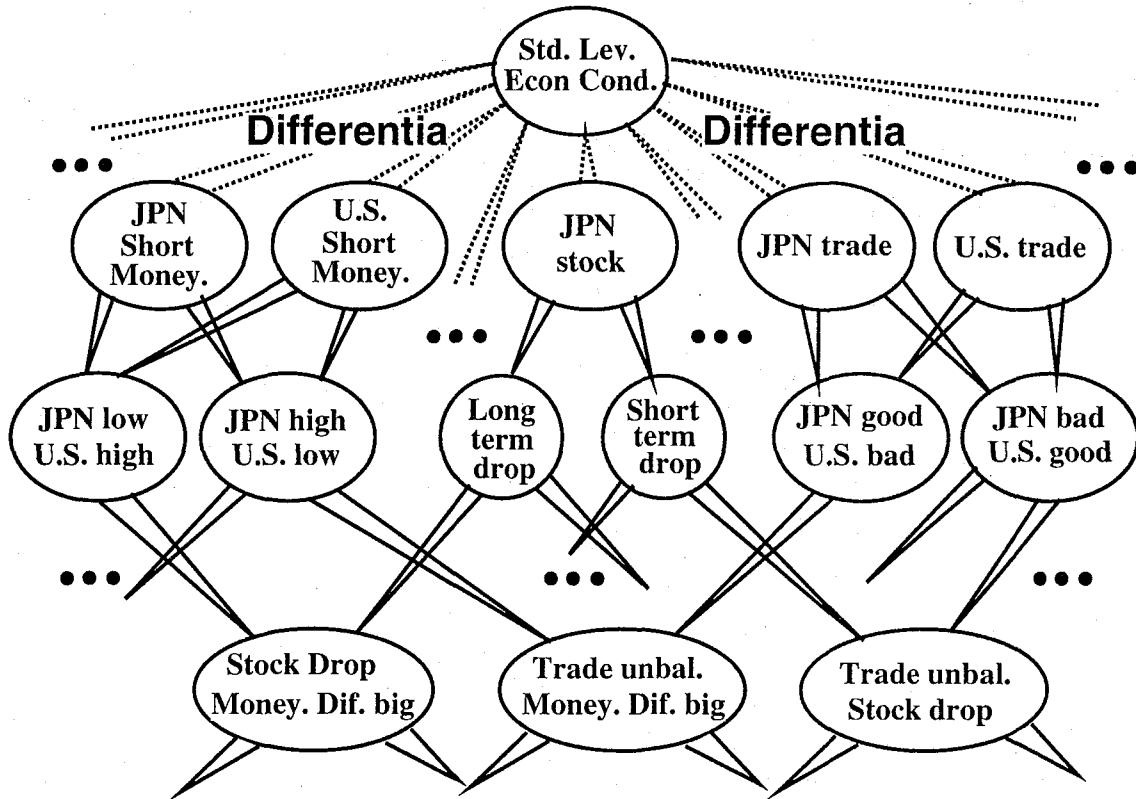 Std. Lev.
Econ Cond.
Differentia
Differentia
JPN
Short
Money.
U.S.
Short
Money.
JPN
stock
JPN trade
U.S. trade
JPN low
U.S. high
JPN high
U.S. low
Long
term
drop
Short
term
drop
JPN good
U.S. bad
JPN bad
U.S. good
Stock Drop
Money. Dif. big
Trade unbal.
Money. Dif. big
Trade unbal.
Stock drop